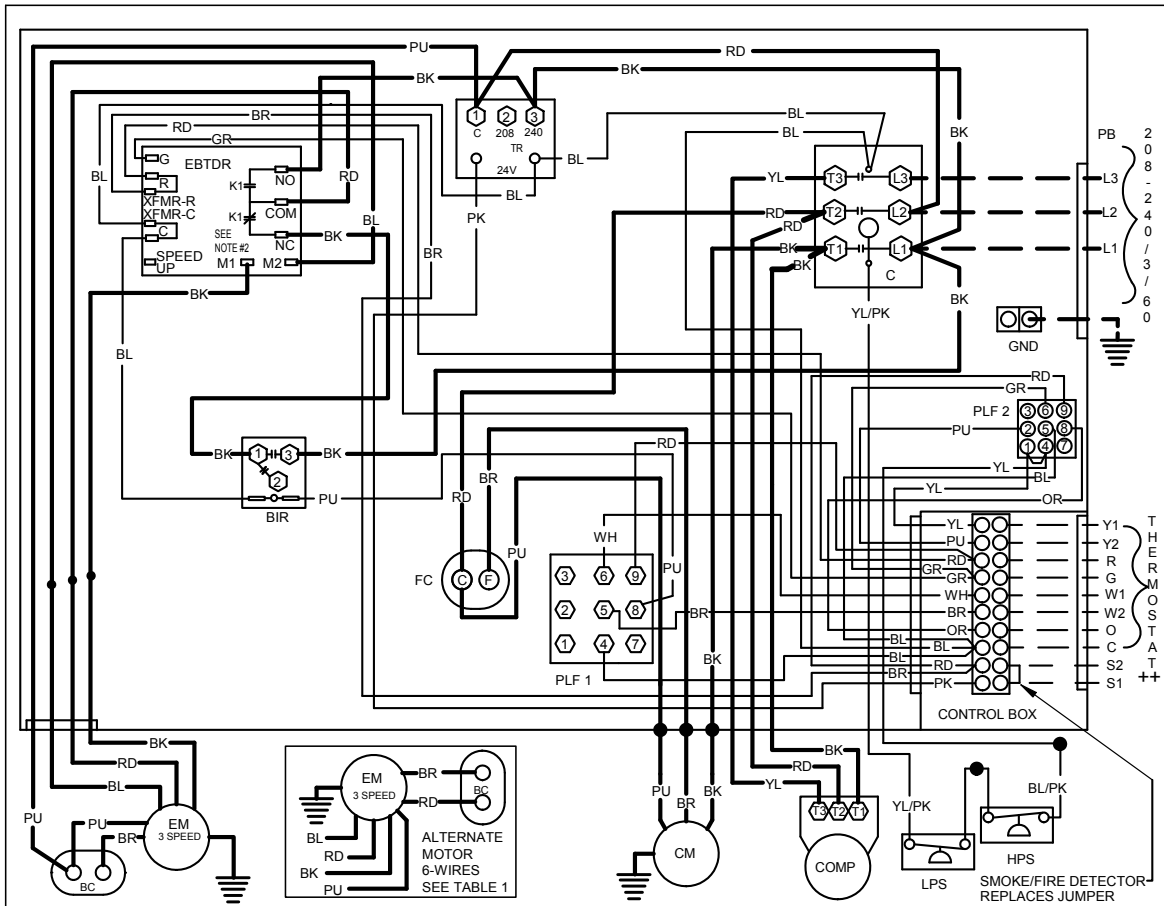 PU
RD
BK
BK
1
2
3
C
208
240
TR
24V
BR
RD
GR
BL
BL
BL
BL
PK
G
R
XFMR-R
XFMR-C
C
SPEED
UP
EBTDR
K1
K1
SEE
NOTE #2
M1
M2
NO
COM
NC
RD
BL
BK
BR
BK
BL
BK
1
3
2
BK
PU
BIR
YL
RD
RD
BK
BK
T3
L3
T2
L2
T1
L1
C
YL/PK
BK
BK
PB
L3
L2
L1
208-240/3/60
GND
RD
GR
PLF 2
3
6
9
2
5
8
1
4
7
PU
YL
BL
YL
OR
RD
BR
PU
FC
C
F
WH
RD
PU
3
6
9
2
5
8
1
4
7
BR
PLF 1
BK
YL
Y1
PU
Y2
RD
R
GR
GR
G
WH
W1
BR
W2
OR
O
BL
BL
C
BL
RD
S2
BR
PK
S1
CONTROL BOX
THERMOSTAT
++
BK
RD
BL
PU
PU
BR
EM
3 SPEED
BC
EM
3 SPEED
BR
RD
BC
BL
RD
BK
PU
ALTERNATE
MOTOR
6-WIRES
SEE TABLE 1
PU
BR
BK
CM
BK
RD
YL
T3
T2
T1
COMP
YL/PK
BL/PK
LPS
HPS
SMOKE/FIRE DETECTOR
REPLACES JUMPER